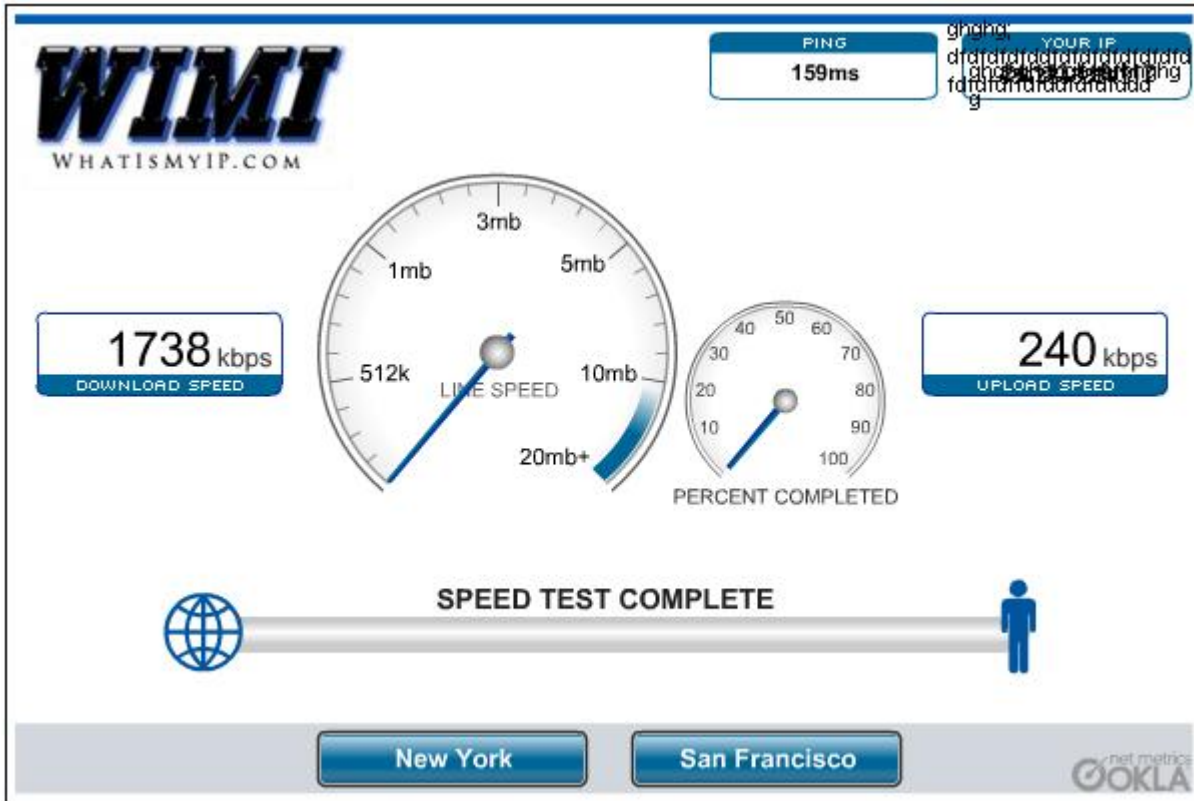 WIMI
WHATISMYIP.COM
PING
159ms
YOUR IP
ghghg;
3mb
1mb
5mb
512k
10mb
LINE SPEED
20mb+
1738 kbps
DOWNLOAD SPEED
50
40
60
30
70
20
80
10
90
100
PERCENT COMPLETED
240 kbps
UPLOAD SPEED
SPEED TEST COMPLETE
New York
San Francisco
net metrics
OOKLA